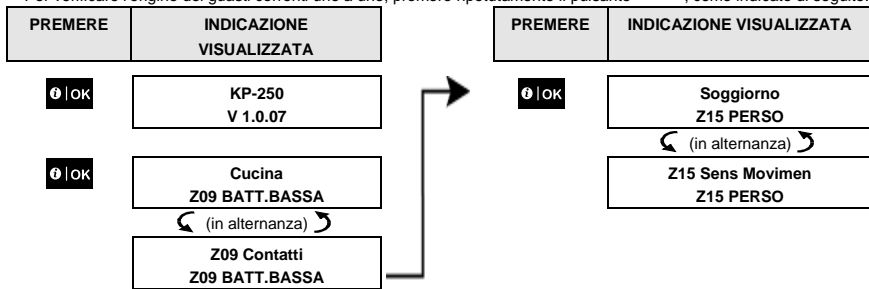 Per verificare l'origine dei guasti correnti uno a uno, premere ripetutamente il pulsante , come indicato di seguito.
PREMERE INDICAZIONE
VISUALIZZATA
OK KP-250
V 1.0.07
OK Cucina
Z09 BATT.BASSA
(in alternanza)
Z09 Contatti
Z09 BATT.BASSA
PREMERE INDICAZIONE VISUALIZZATA
OK Soggiorno
Z15 PERSO
(in alternanza)
Z15 Sens Movimen
Z15 PERSO